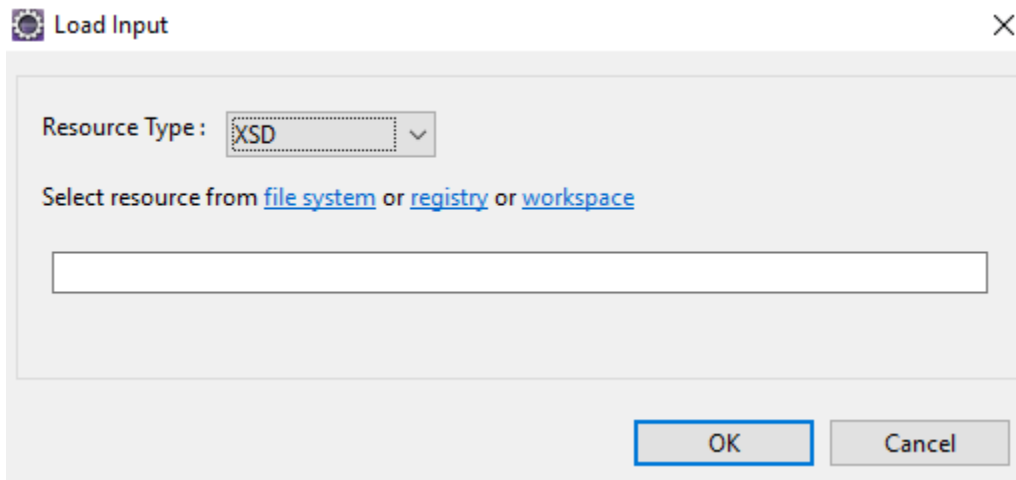 Load Input
Resource Type : XSD
Select resource from file system or registry or workspace
OK Cancel